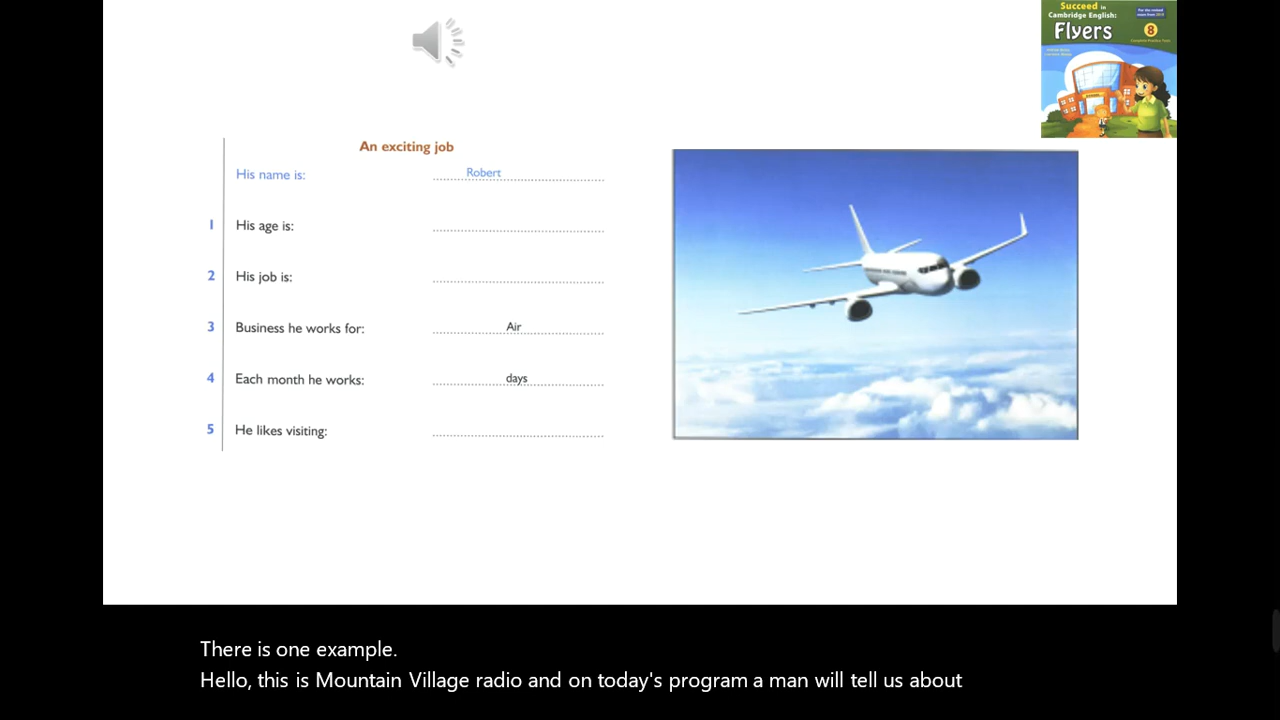 Succeed in
Cambridge English:
Flyers
8
An exciting job
His name is: Robert
1 His age is:
2 His job is:
3 Business he works for: Air
4 Each month he works: days
5 He likes visiting:
There is one example.
Hello, this is Mountain Village radio and on today's program a man will tell us about